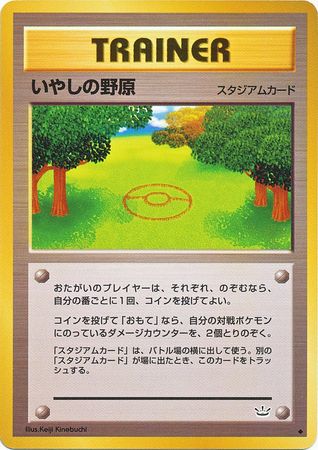 TRAINER
いやしの野原
スタジアムカード
おたがいのプレイヤーは、それぞれ、のぞむなら、
自分の番ごとに1回、コインを投げてよい。
コインを投げて「おもて」なら、自分の対戦ポケモン
にのっているダメージカウンターを、2個とりのぞく。
「スタジアムカード」は、バトル場の横に出して使う。別の
「スタジアムカード」が場に出たとき、このカードをトラッ
シュする。
Illus.Keiji Kinebuchi